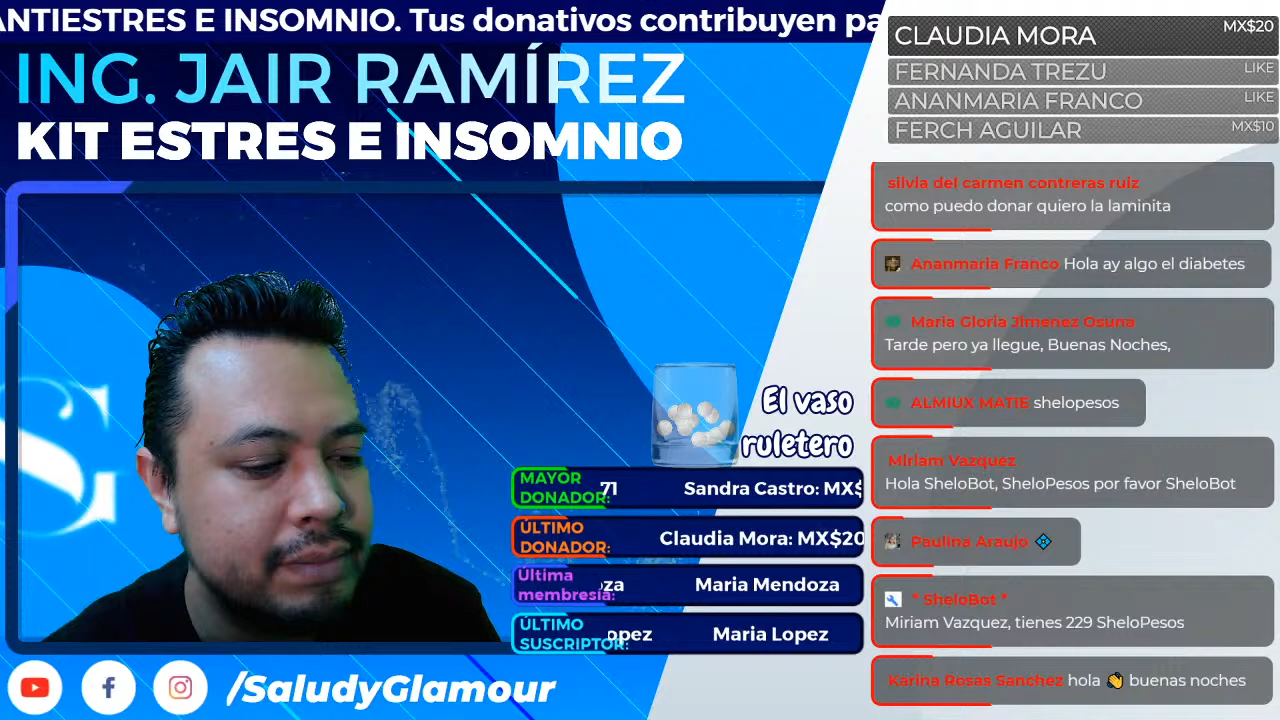 ANTIESTRES E INSOMNIO. Tus donativos contribuyen pa
ING. JAIR RAMÍREZ
KIT ESTRES E INSOMNIO
El vaso
ruletero
MAYOR
DONADOR:
71 Sandra Castro: MX$
ÚLTIMO
DONADOR:
Claudia Mora: MX$20
Última
membresía:
za Maria Mendoza
ÚLTIMO
SUSCRIPTOR:
opez Maria Lopez
/SaludyGlamour
CLAUDIA MORA MX$20
FERNANDA TREZU LIKE
ANANMARIA FRANCO LIKE
FERCH AGUILAR MX$10
silvia del carmen contreras ruiz
como puedo donar quiero la laminita
Ananmaria Franco Hola ay algo el diabetes
Maria Gloria Jimenez Osuna
Tarde pero ya llegue, Buenas Noches,
ALMIUX MATIE shelopesos
Miriam Vazquez
Hola SheloBot, SheloPesos por favor SheloBot
Paulina Araujo 💠
* SheloBot *
Miriam Vazquez, tienes 229 SheloPesos
Karina Rosas Sanchez hola 👋 buenas noches